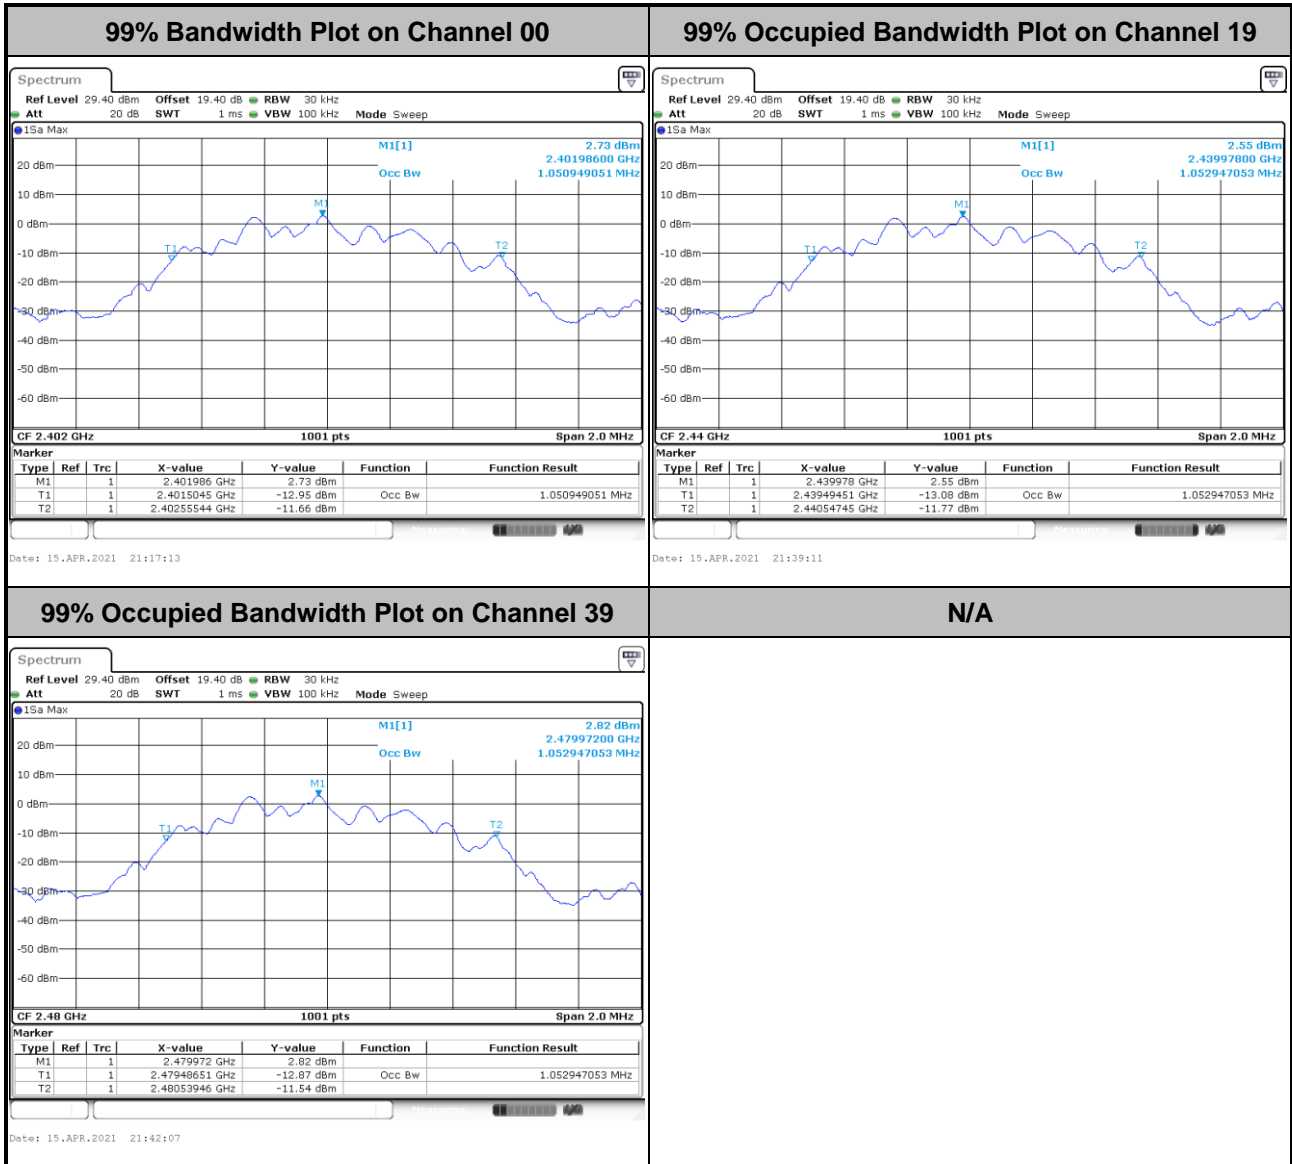 99% Bandwidth Plot on Channel 00
Spectrum
Ref Level 29.40 dBm Offset 19.40 dB RBW 30 kHz
Att 20 dB SWT 1 ms VBW 100 kHz Mode Sweep
1Sa Max
M1[1] 2.73 dBm
2.40198600 GHz
Occ Bw 1.050949051 MHz
20 dBm
10 dBm
0 dBm
-10 dBm
-20 dBm
-30 dBm
-40 dBm
-50 dBm
-60 dBm
M1
T1
T2
CF 2.402 GHz 1001 pts Span 2.0 MHz
Marker
Type Ref Trc X-value Y-value Function Function Result
M1 1 2.401986 GHz 2.73 dBm
T1 1 2.4015045 GHz -12.95 dBm Occ Bw 1.050949051 MHz
T2 1 2.40255544 GHz -11.66 dBm
Measuring
Date: 15.APR.2021 21:17:13
99% Occupied Bandwidth Plot on Channel 19
Spectrum
Ref Level 29.40 dBm Offset 19.40 dB RBW 30 kHz
Att 20 dB SWT 1 ms VBW 100 kHz Mode Sweep
1Sa Max
M1[1] 2.55 dBm
2.43997800 GHz
Occ Bw 1.052947053 MHz
20 dBm
10 dBm
0 dBm
-10 dBm
-20 dBm
-30 dBm
-40 dBm
-50 dBm
-60 dBm
M1
T1
T2
CF 2.44 GHz 1001 pts Span 2.0 MHz
Marker
Type Ref Trc X-value Y-value Function Function Result
M1 1 2.439978 GHz 2.55 dBm
T1 1 2.43949451 GHz -13.08 dBm Occ Bw 1.052947053 MHz
T2 1 2.44054745 GHz -11.77 dBm
Measuring
Date: 15.APR.2021 21:39:11
99% Occupied Bandwidth Plot on Channel 39
Spectrum
Ref Level 29.40 dBm Offset 19.40 dB RBW 30 kHz
Att 20 dB SWT 1 ms VBW 100 kHz Mode Sweep
1Sa Max
M1[1] 2.82 dBm
2.47997200 GHz
Occ Bw 1.052947053 MHz
20 dBm
10 dBm
0 dBm
-10 dBm
-20 dBm
-30 dBm
-40 dBm
-50 dBm
-60 dBm
M1
T1
T2
CF 2.48 GHz 1001 pts Span 2.0 MHz
Marker
Type Ref Trc X-value Y-value Function Function Result
M1 1 2.479972 GHz 2.82 dBm
T1 1 2.47948651 GHz -12.87 dBm Occ Bw 1.052947053 MHz
T2 1 2.48053946 GHz -11.54 dBm
Measuring
Date: 15.APR.2021 21:42:07
N/A